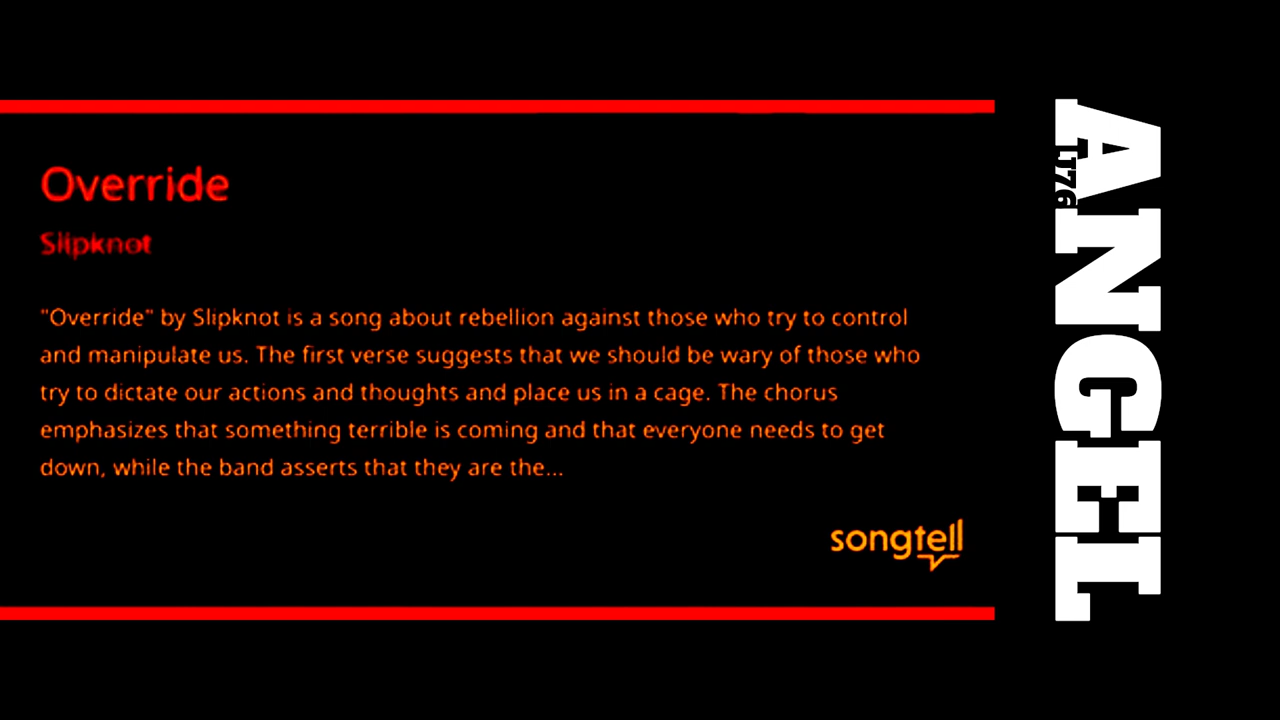 Override
Slipknot
"Override" by Slipknot is a song about rebellion against those who try to control
and manipulate us. The first verse suggests that we should be wary of those who
try to dictate our actions and thoughts and place us in a cage. The chorus
emphasizes that something terrible is coming and that everyone needs to get
down, while the band asserts that they are the...
songtell
ANGEL
1776